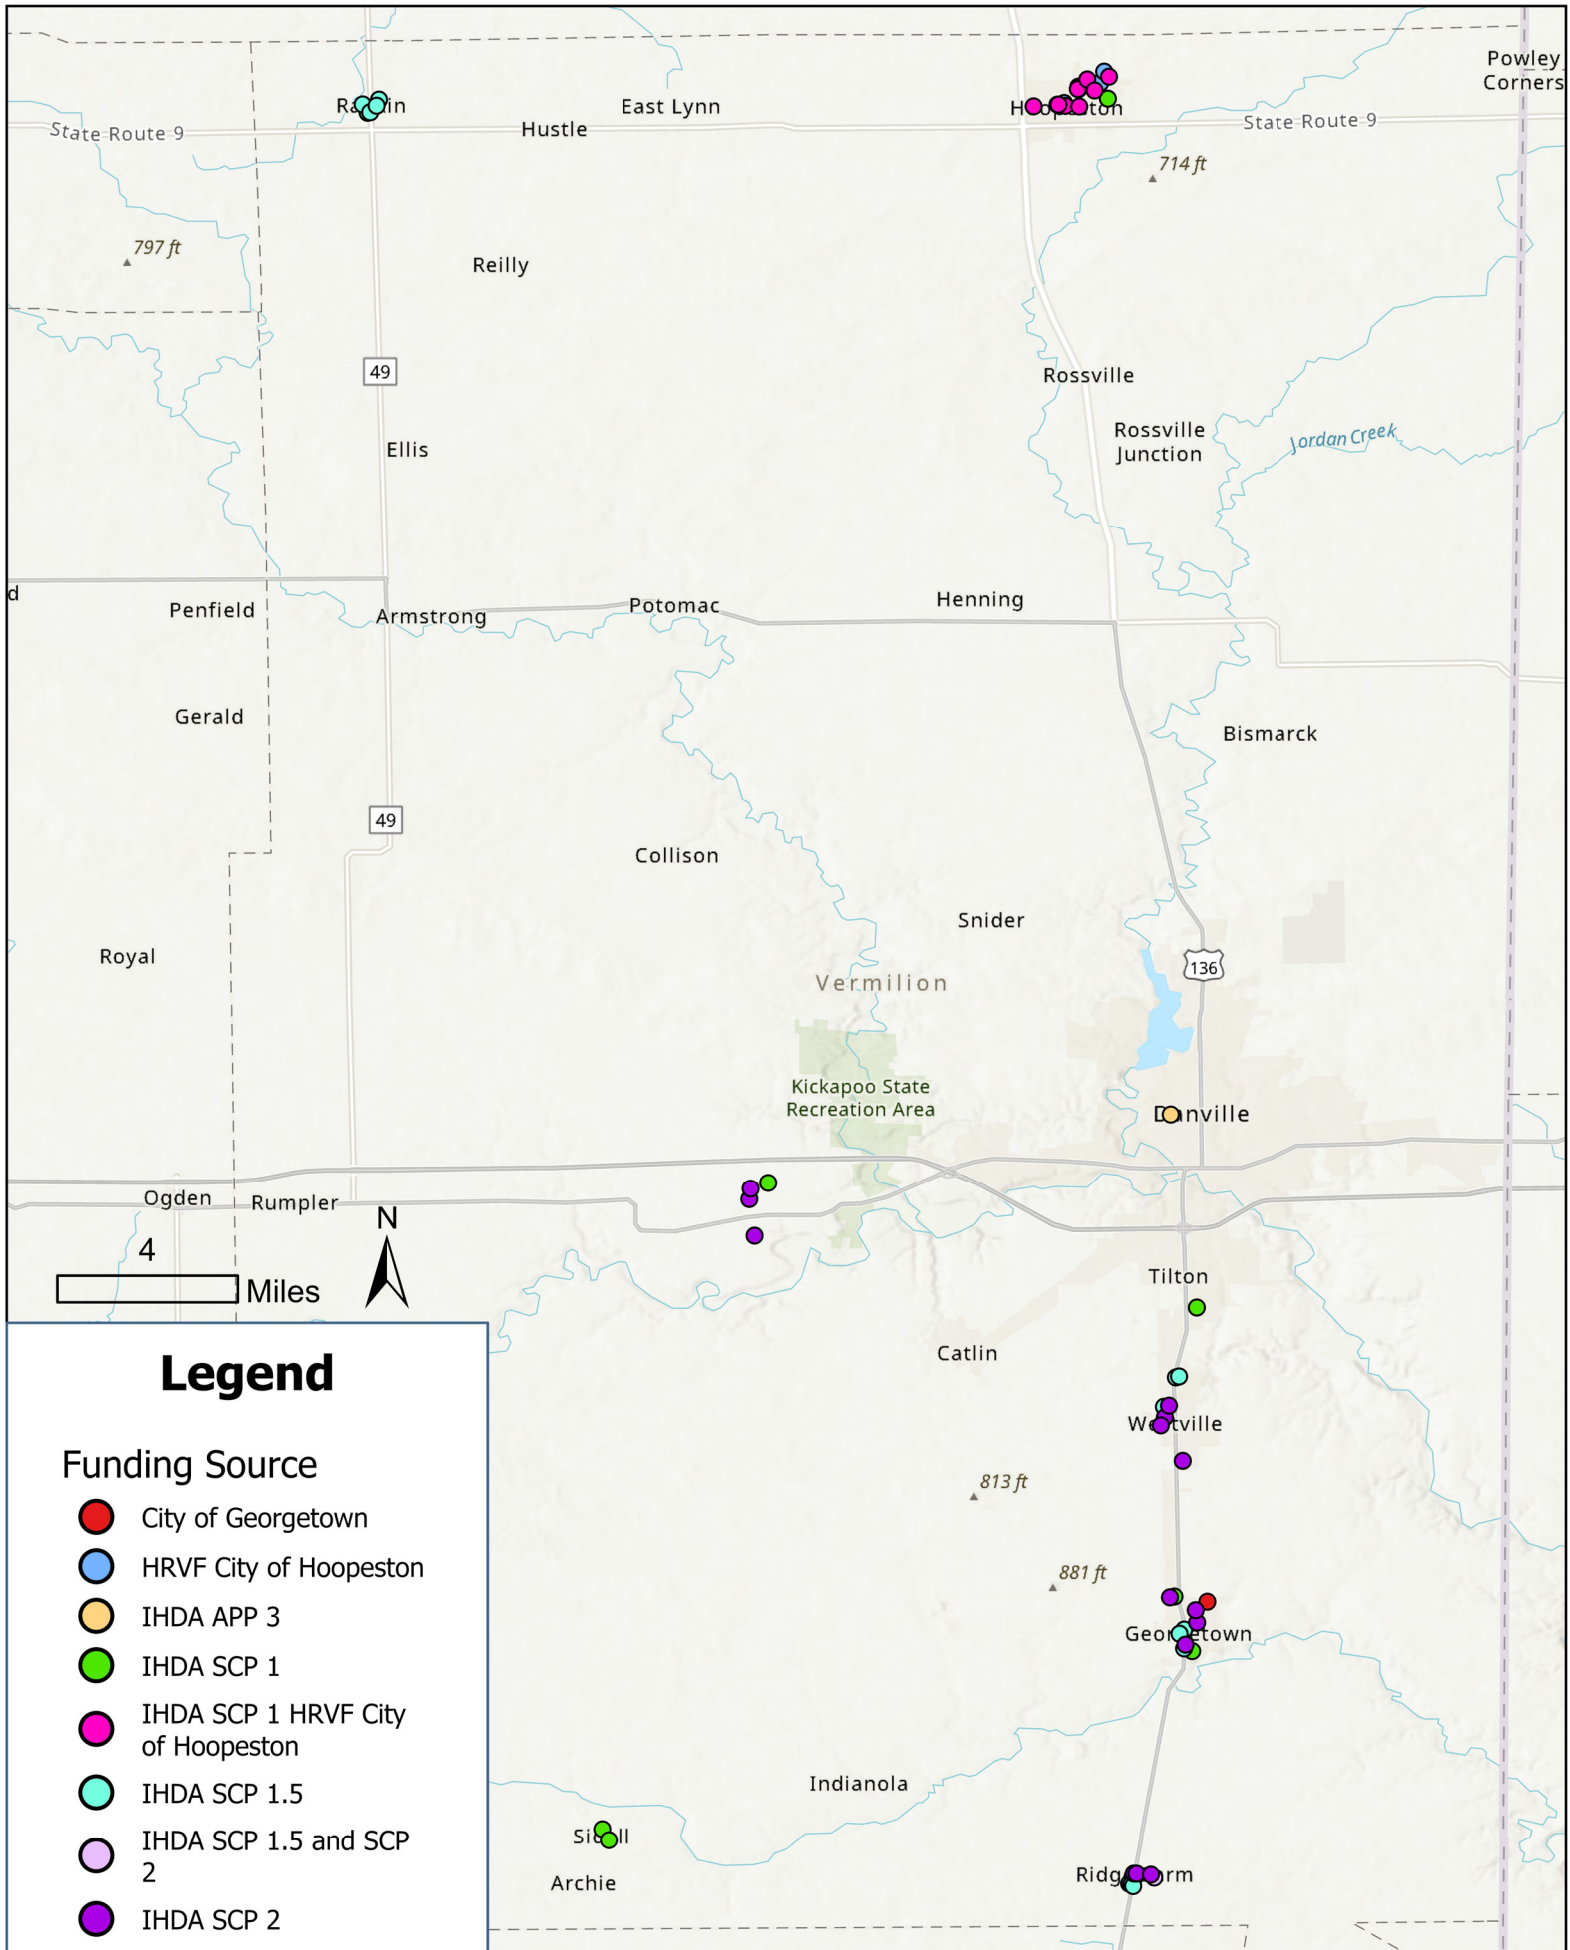 Powley
Corners
East Lynn
State Route 9
Hustle
State Route 9
714 ft
797 ft
Reilly
49
Rossville
Rossville
Junction
Jordan Creek
Ellis
d
Penfield
Armstrong
Potomac
Henning
Gerald
Bismarck
49
Collison
Snider
Royal
136
Vermilion
Kickapoo State
Recreation Area
Ogden
Rumpler
N
4
Miles
Tilton
Catlin
813 ft
881 ft
Indianola
Archie
Legend
Funding Source
City of Georgetown
HRVF City of Hoopeston
IHDA APP 3
IHDA SCP 1
IHDA SCP 1 HRVF City
of Hoopeston
IHDA SCP 1.5
IHDA SCP 1.5 and SCP
2
IHDA SCP 2